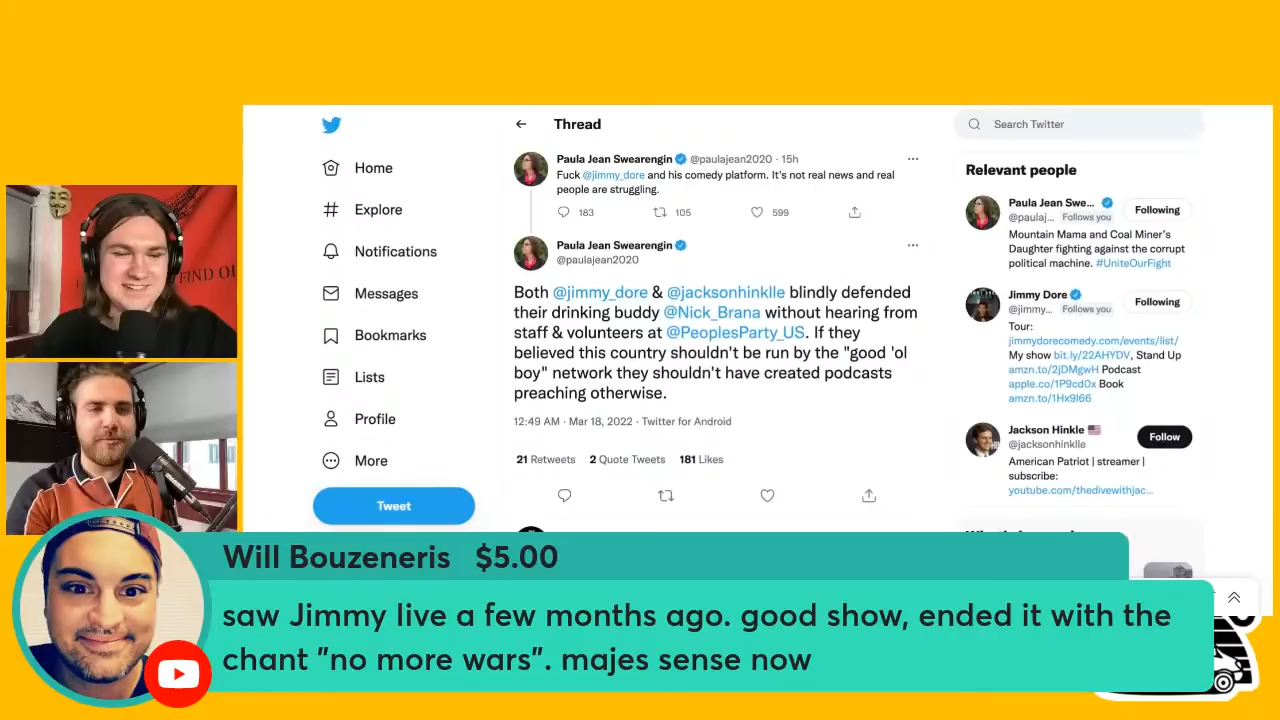 Thread
Search Twitter
Home
Explore
Notifications
Messages
Bookmarks
Lists
Profile
More
Tweet
Paula Jean Swearengin @paulajean2020 · 15h
Fuck @jimmy_dore and his comedy platform. It's not real news and real
people are struggling.
183 105 599
Paula Jean Swearengin
@paulajean2020
Both @jimmy_dore & @jacksonhinklle blindly defended
their drinking buddy @Nick_Brana without hearing from
staff & volunteers at @PeoplesParty_US. If they
believed this country shouldn't be run by the "good 'ol
boy" network they shouldn't have created podcasts
preaching otherwise.
12:49 AM · Mar 18, 2022 · Twitter for Android
21 Retweets 2 Quote Tweets 181 Likes
Relevant people
Paula Jean Swe...
@paulaj... Follows you
Following
Mountain Mama and Coal Miner's
Daughter fighting against the corrupt
political machine. #UniteOurFight
Jimmy Dore
@jimmy... Follows you
Following
Tour:
jimmydorecomedy.com/events/list/
My show bit.ly/22AHYDV, Stand Up
amzn.to/2jDMgwH Podcast
apple.co/1P9cd0x Book
amzn.to/1Hx9l66
Jackson Hinkle
@jacksonhinklle
Follow
American Patriot | streamer |
subscribe:
youtube.com/thedivewithjac...
FIND OU
Will Bouzeneris $5.00
saw Jimmy live a few months ago. good show, ended it with the
chant "no more wars". majes sense now